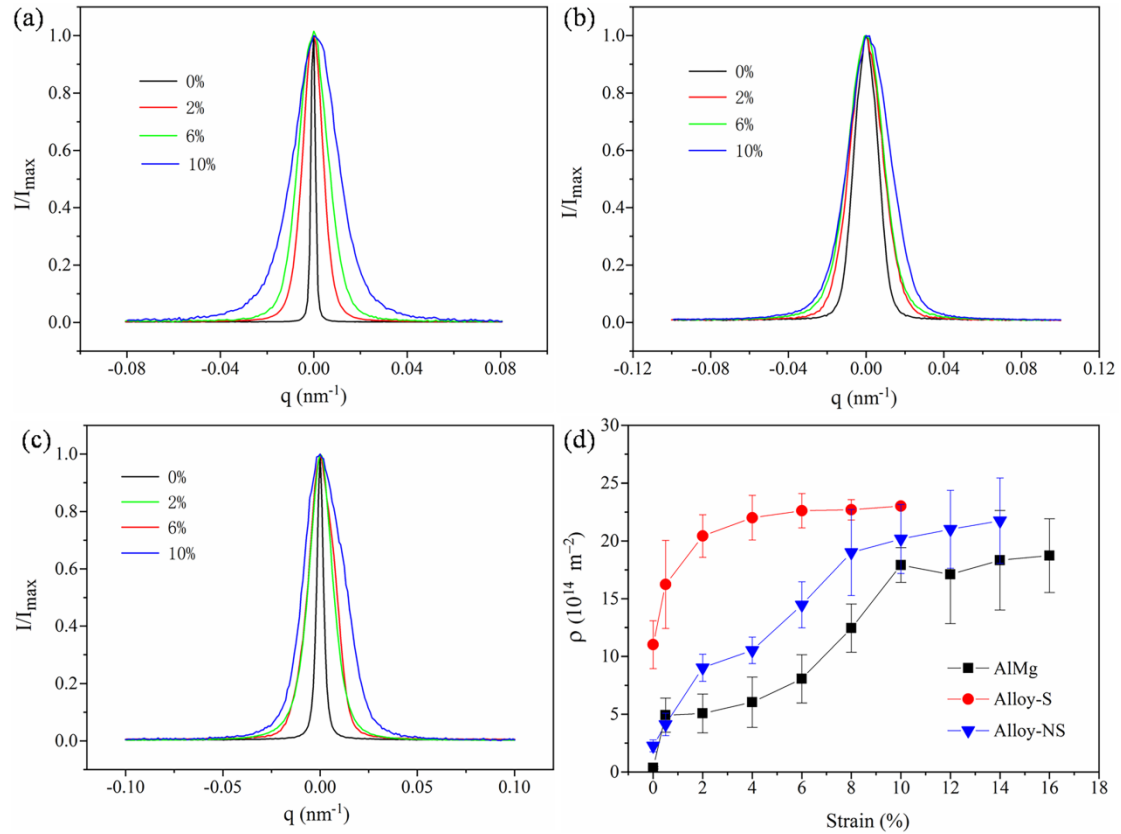 (a)
1.0
0.8
0.6
0.4
0.2
0.0
I/Imax
0%
2%
6%
10%
-0.08 -0.04 0.00 0.04 0.08
q (nm⁻¹)
(b)
1.0
0.8
0.6
0.4
0.2
0.0
I/Imax
0%
2%
6%
10%
-0.12 -0.08 -0.04 0.00 0.04 0.08 0.12
q (nm⁻¹)
(c)
1.0
0.8
0.6
0.4
0.2
0.0
I/Imax
0%
2%
6%
10%
-0.10 -0.05 0.00 0.05 0.10
q (nm⁻¹)
(d)
30
25
20
15
10
5
0
ρ (10¹⁴ m⁻²)
AlMg
Alloy-S
Alloy-NS
0 2 4 6 8 10 12 14 16 18
Strain (%)